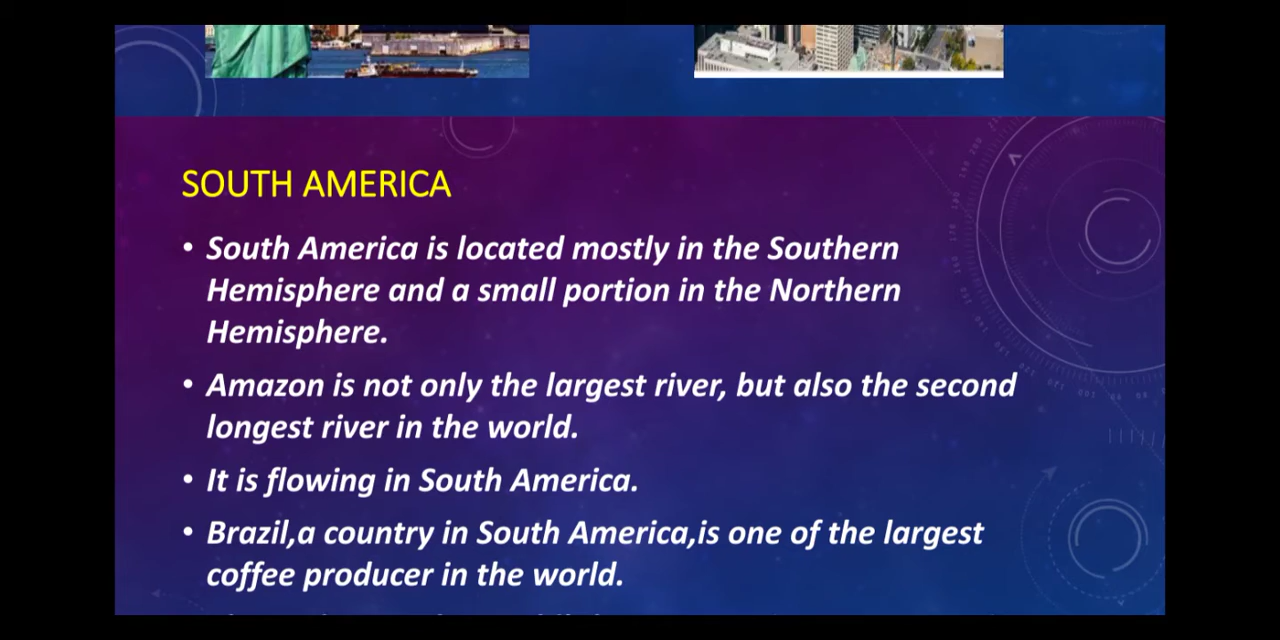 SOUTH AMERICA
• South America is located mostly in the Southern
Hemisphere and a small portion in the Northern
Hemisphere.
• Amazon is not only the largest river, but also the second
longest river in the world.
• It is flowing in South America.
• Brazil,a country in South America,is one of the largest
coffee producer in the world.